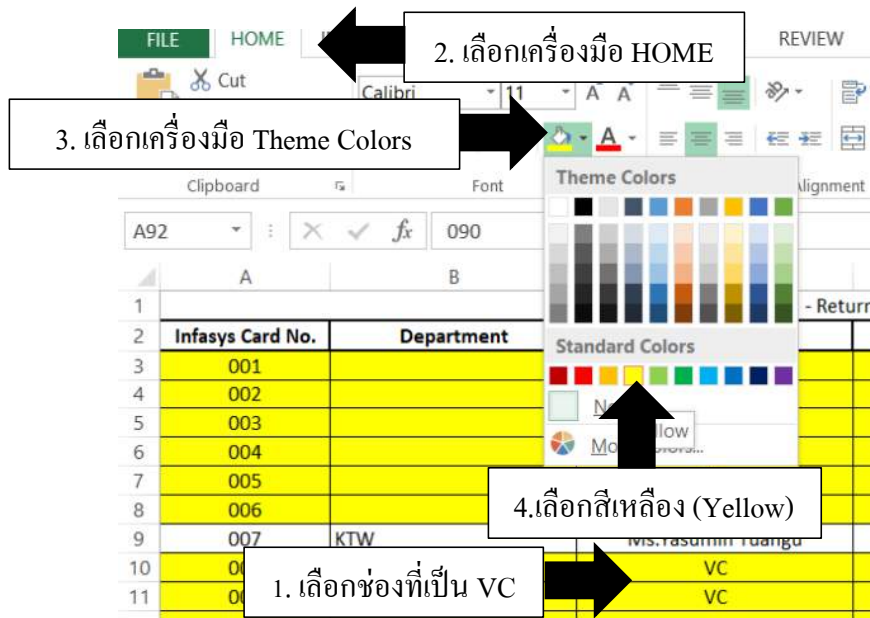 FILE HOME 2. เลือกเครื่องมือ HOME REVIEW
Cut Calibri 11 A A
3. เลือกเครื่องมือ Theme Colors A
Clipboard Font Theme Colors Alignment
A92 fx 090
A B
1 - Return
2 Infasys Card No. Department Standard Colors
3 001
4 002
5 003
6 004
7 005
8 006
4.เลือกสีเหลือง (Yellow)
9 007 KTW Ms.Yasumin Tuangu
10 VC
1. เลือกช่องที่เป็น VC
11 VC